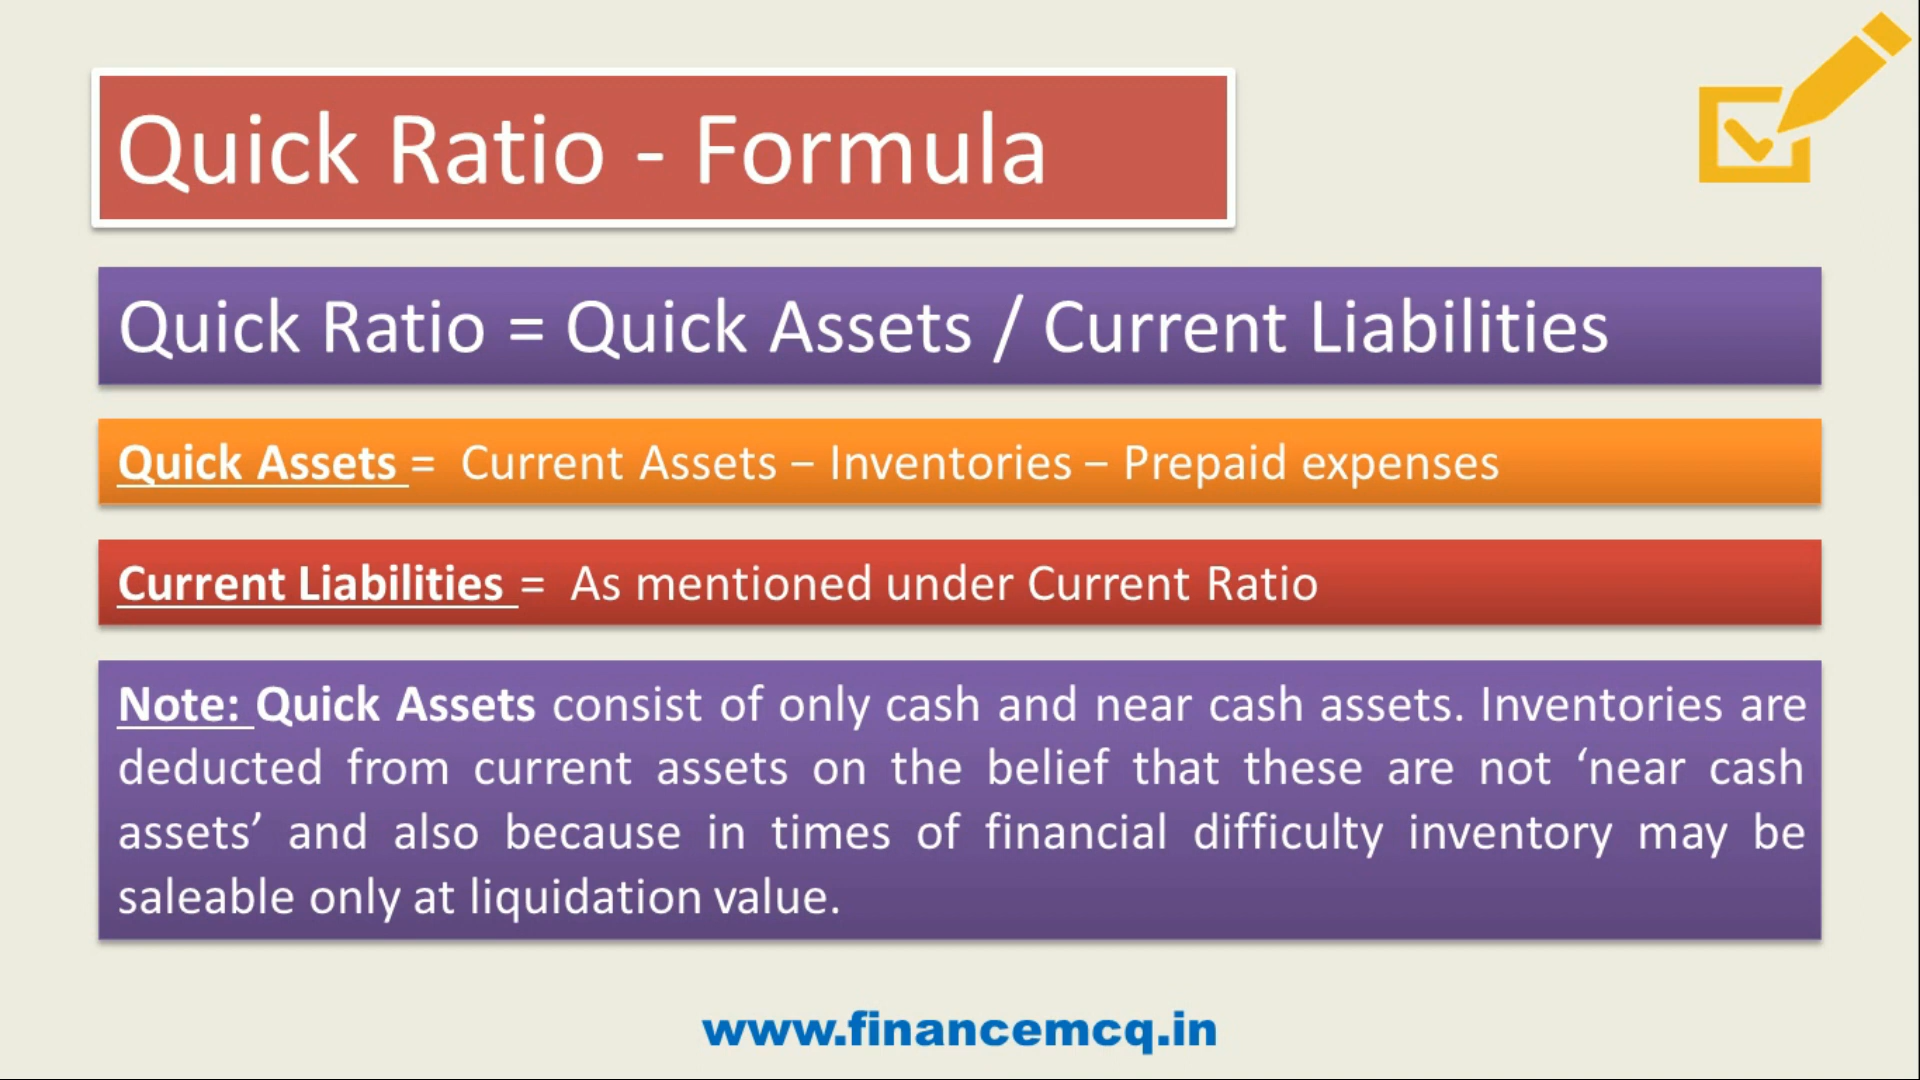 Quick Ratio - Formula
Quick Ratio = Quick Assets / Current Liabilities
Quick Assets = Current Assets – Inventories – Prepaid expenses
Current Liabilities = As mentioned under Current Ratio
Note: Quick Assets consist of only cash and near cash assets. Inventories are
deducted from current assets on the belief that these are not ‘near cash
assets’ and also because in times of financial difficulty inventory may be
saleable only at liquidation value.
www.financemcq.in